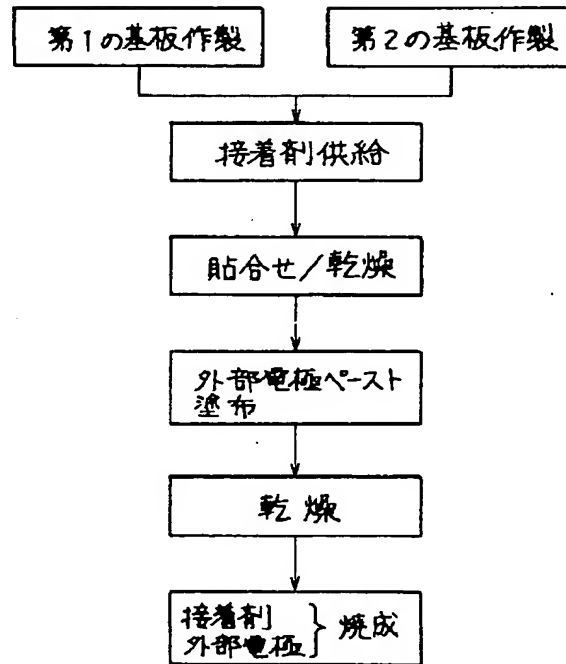 第1の基板作製
第2の基板作製
接着剤供給
貼合せ/乾燥
外部電極ペースト
塗布
乾燥
接着剤
外部電極 } 焼成